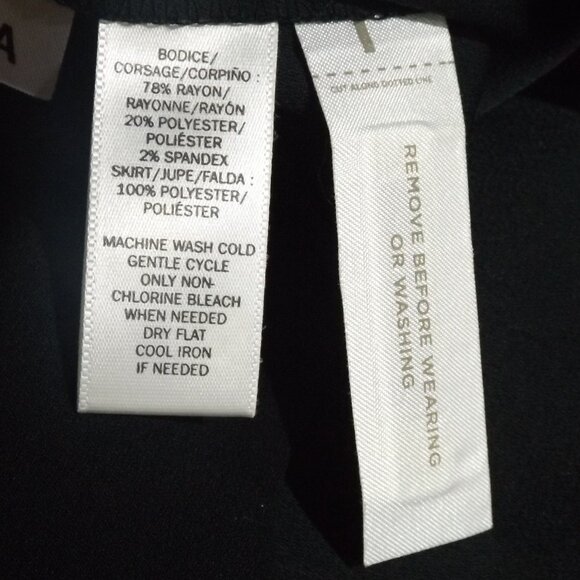 A
BODICE/
CORSAGE/CORPIÑO :
78% RAYON/
RAYONNE/RAYÓN
20% POLYESTER/
POLIÉSTER
2% SPANDEX
SKIRT/JUPE/FALDA :
100% POLYESTER/
POLIÉSTER
MACHINE WASH COLD
GENTLE CYCLE
ONLY NON-
CHLORINE BLEACH
WHEN NEEDED
DRY FLAT
COOL IRON
IF NEEDED
CUT ALONG DOTTED LINE
REMOVE BEFORE WEARING
OR WASHING